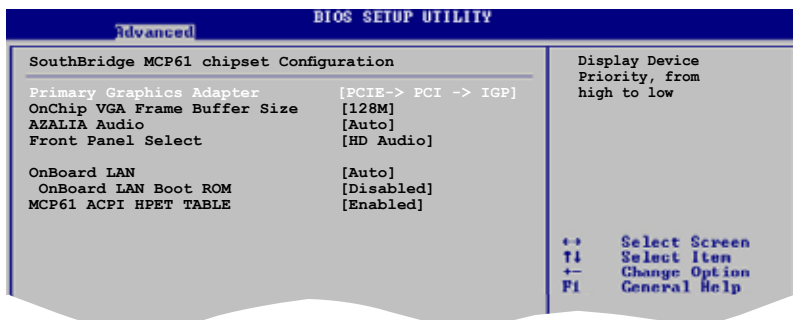 BIOS SETUP UTILITY
Advanced
SouthBridge MCP61 chipset Configuration
Primary Graphics Adapter [PCIE-> PCI -> IGP]
OnChip VGA Frame Buffer Size [128M]
AZALIA Audio [Auto]
Front Panel Select [HD Audio]
OnBoard LAN [Auto]
OnBoard LAN Boot ROM [Disabled]
MCP61 ACPI HPET TABLE [Enabled]
Display Device
Priority, from
high to low
←→ Select Screen
↑↓ Select Item
+- Change Option
F1 General Help